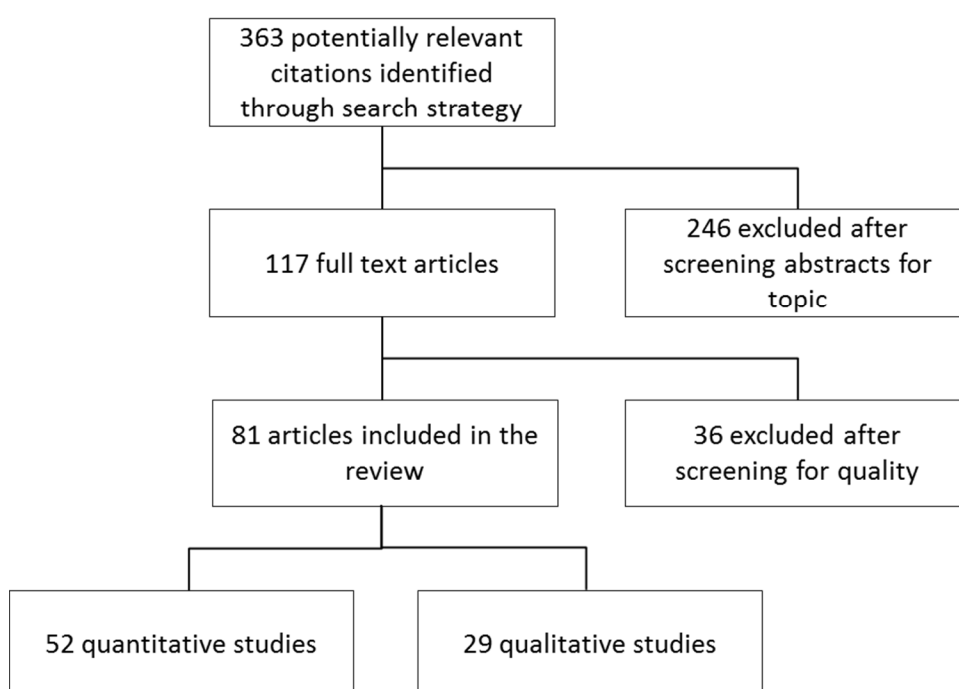 363 potentially relevant
citations identified
through search strategy
117 full text articles
246 excluded after
screening abstracts for
topic
81 articles included in the
review
36 excluded after
screening for quality
52 quantitative studies
29 qualitative studies